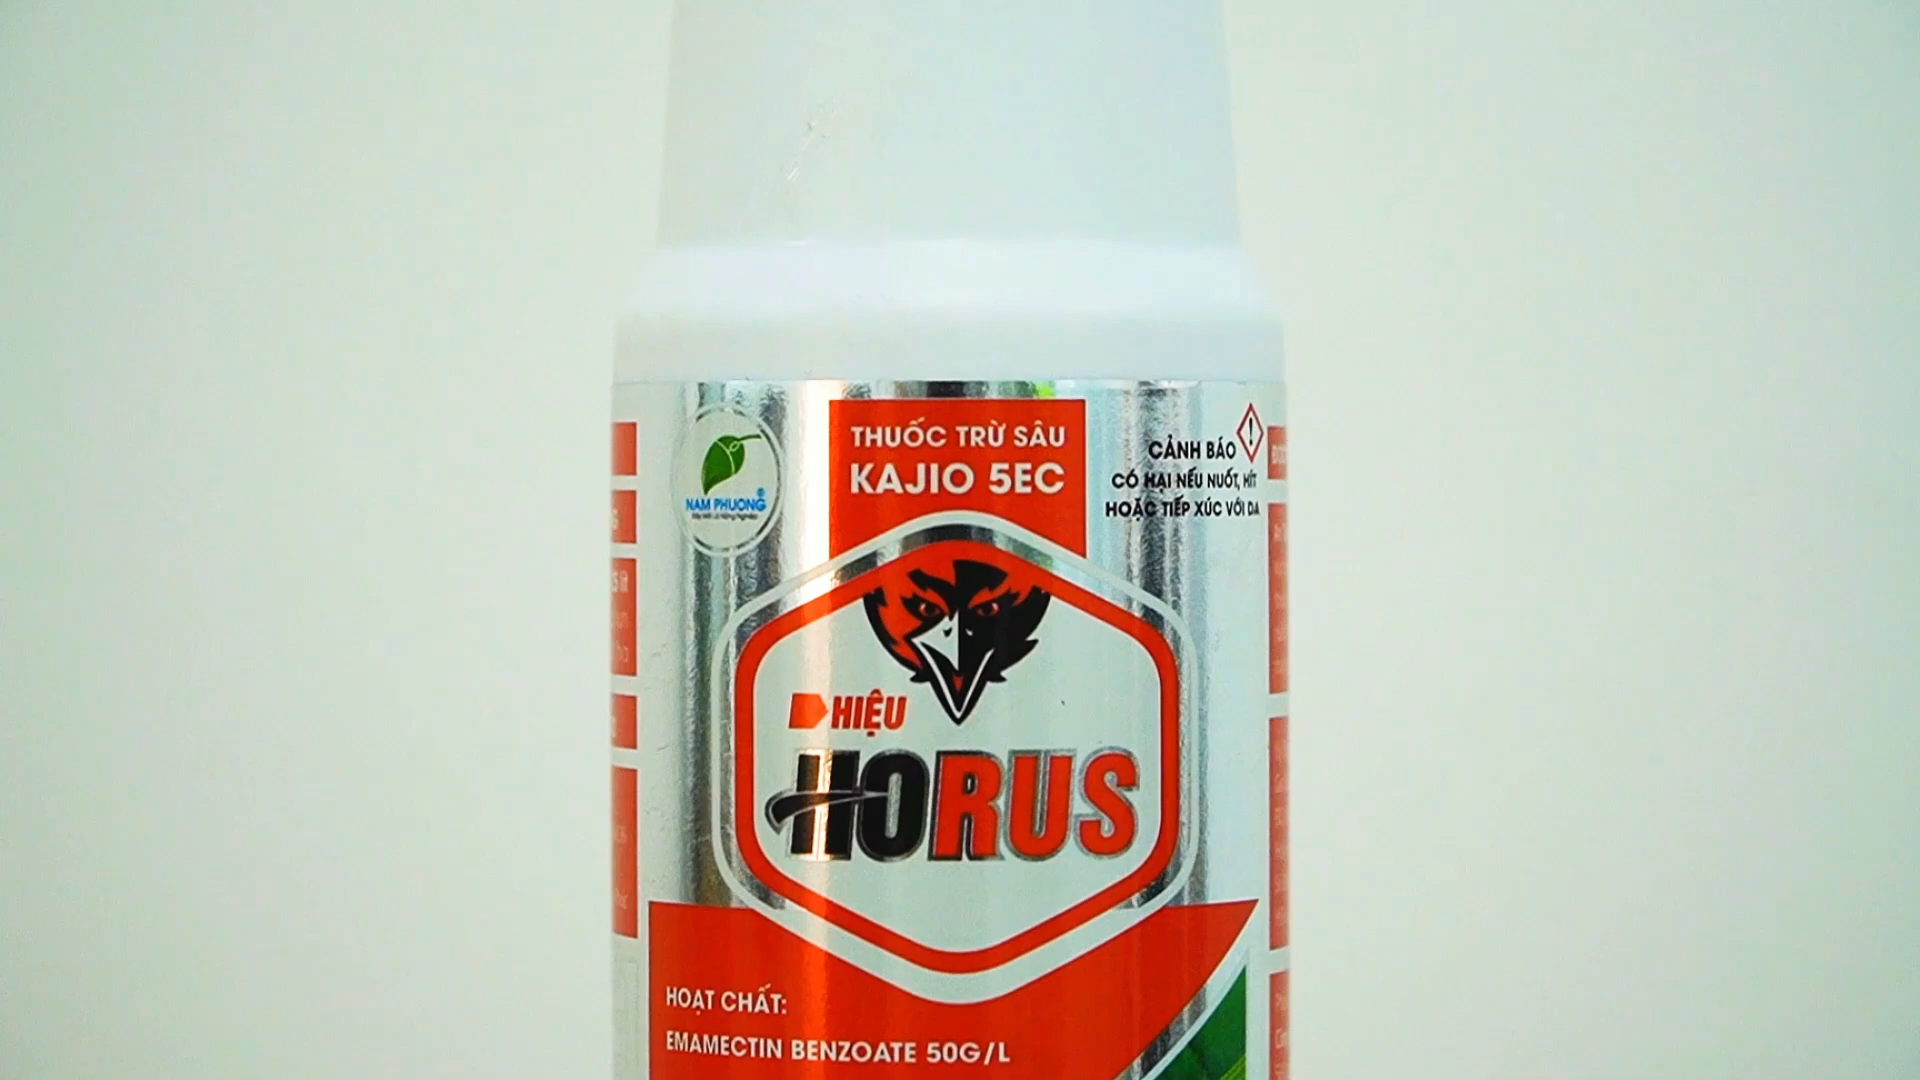 THUỐC TRỪ SÂU
KAJIO 5EC
NAM PHUONG®
CẢNH BÁO
CÓ HẠI NẾU NUỐT, HÍT
HOẶC TIẾP XÚC VỚI DA
HIỆU
HORUS
HOẠT CHẤT:
EMAMECTIN BENZOATE 50G/L